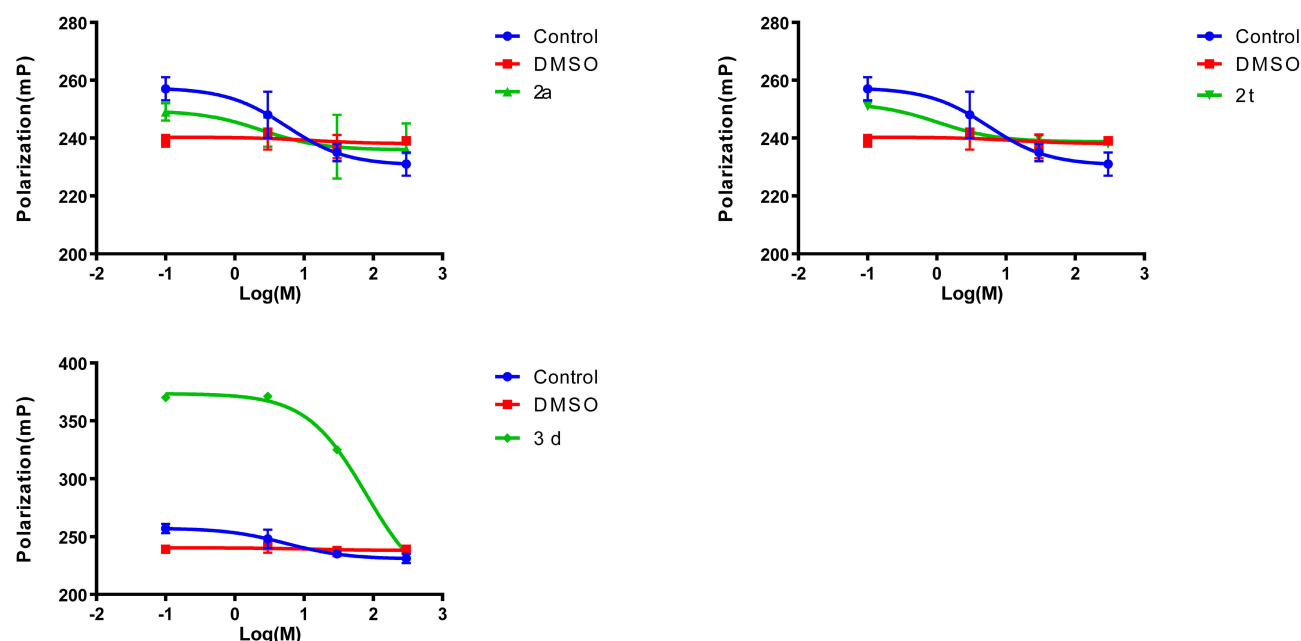 280
260
240
220
200
Polarization(mP)
-2 -1 0 1 2 3
Log(M)
Control
DMSO
2a
280
260
240
220
200
Polarization(mP)
-2 -1 0 1 2 3
Log(M)
Control
DMSO
2t
400
350
300
250
200
Polarization(mP)
-2 -1 0 1 2 3
Log(M)
Control
DMSO
3 d